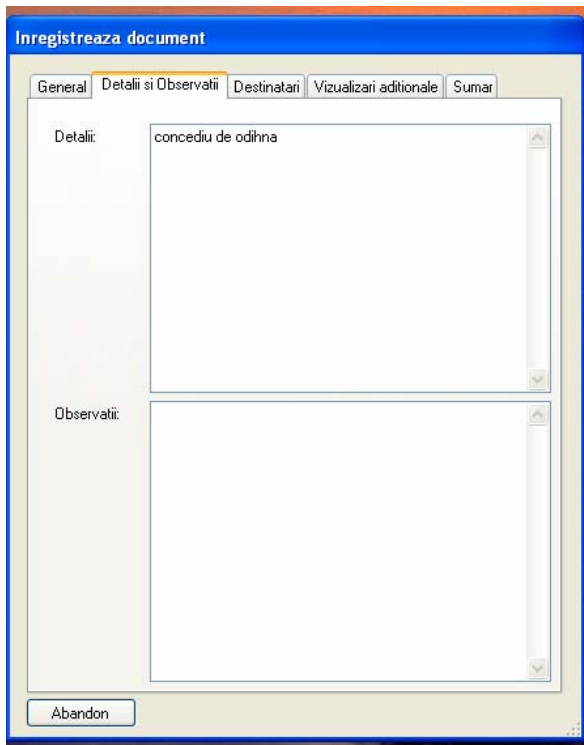 Inregistreaza document
General Detalii si Observatii Destinatari Vizualizari aditionale Sumar
Detalii: concediu de odihna
Observatii:
Abandon